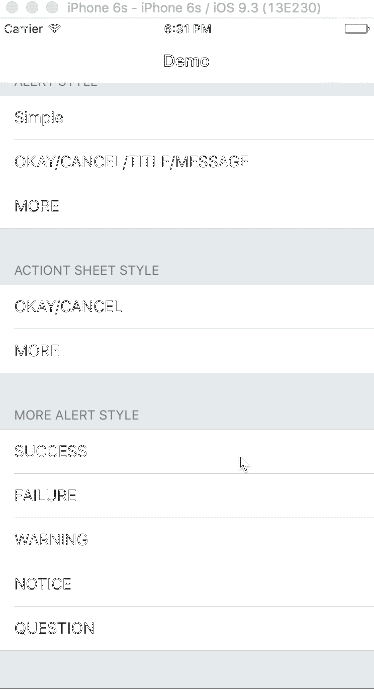 iPhone 6s - iPhone 6s / iOS 9.3 (13E230)
Carrier 6:31 PM
Demo
ALERT STYLE
Simple
OKAY/CANCEL/TITLE/MESSAGE
MORE
ACTIONT SHEET STYLE
OKAY/CANCEL
MORE
MORE ALERT STYLE
SUCCESS
FAILURE
WARNING
NOTICE
QUESTION